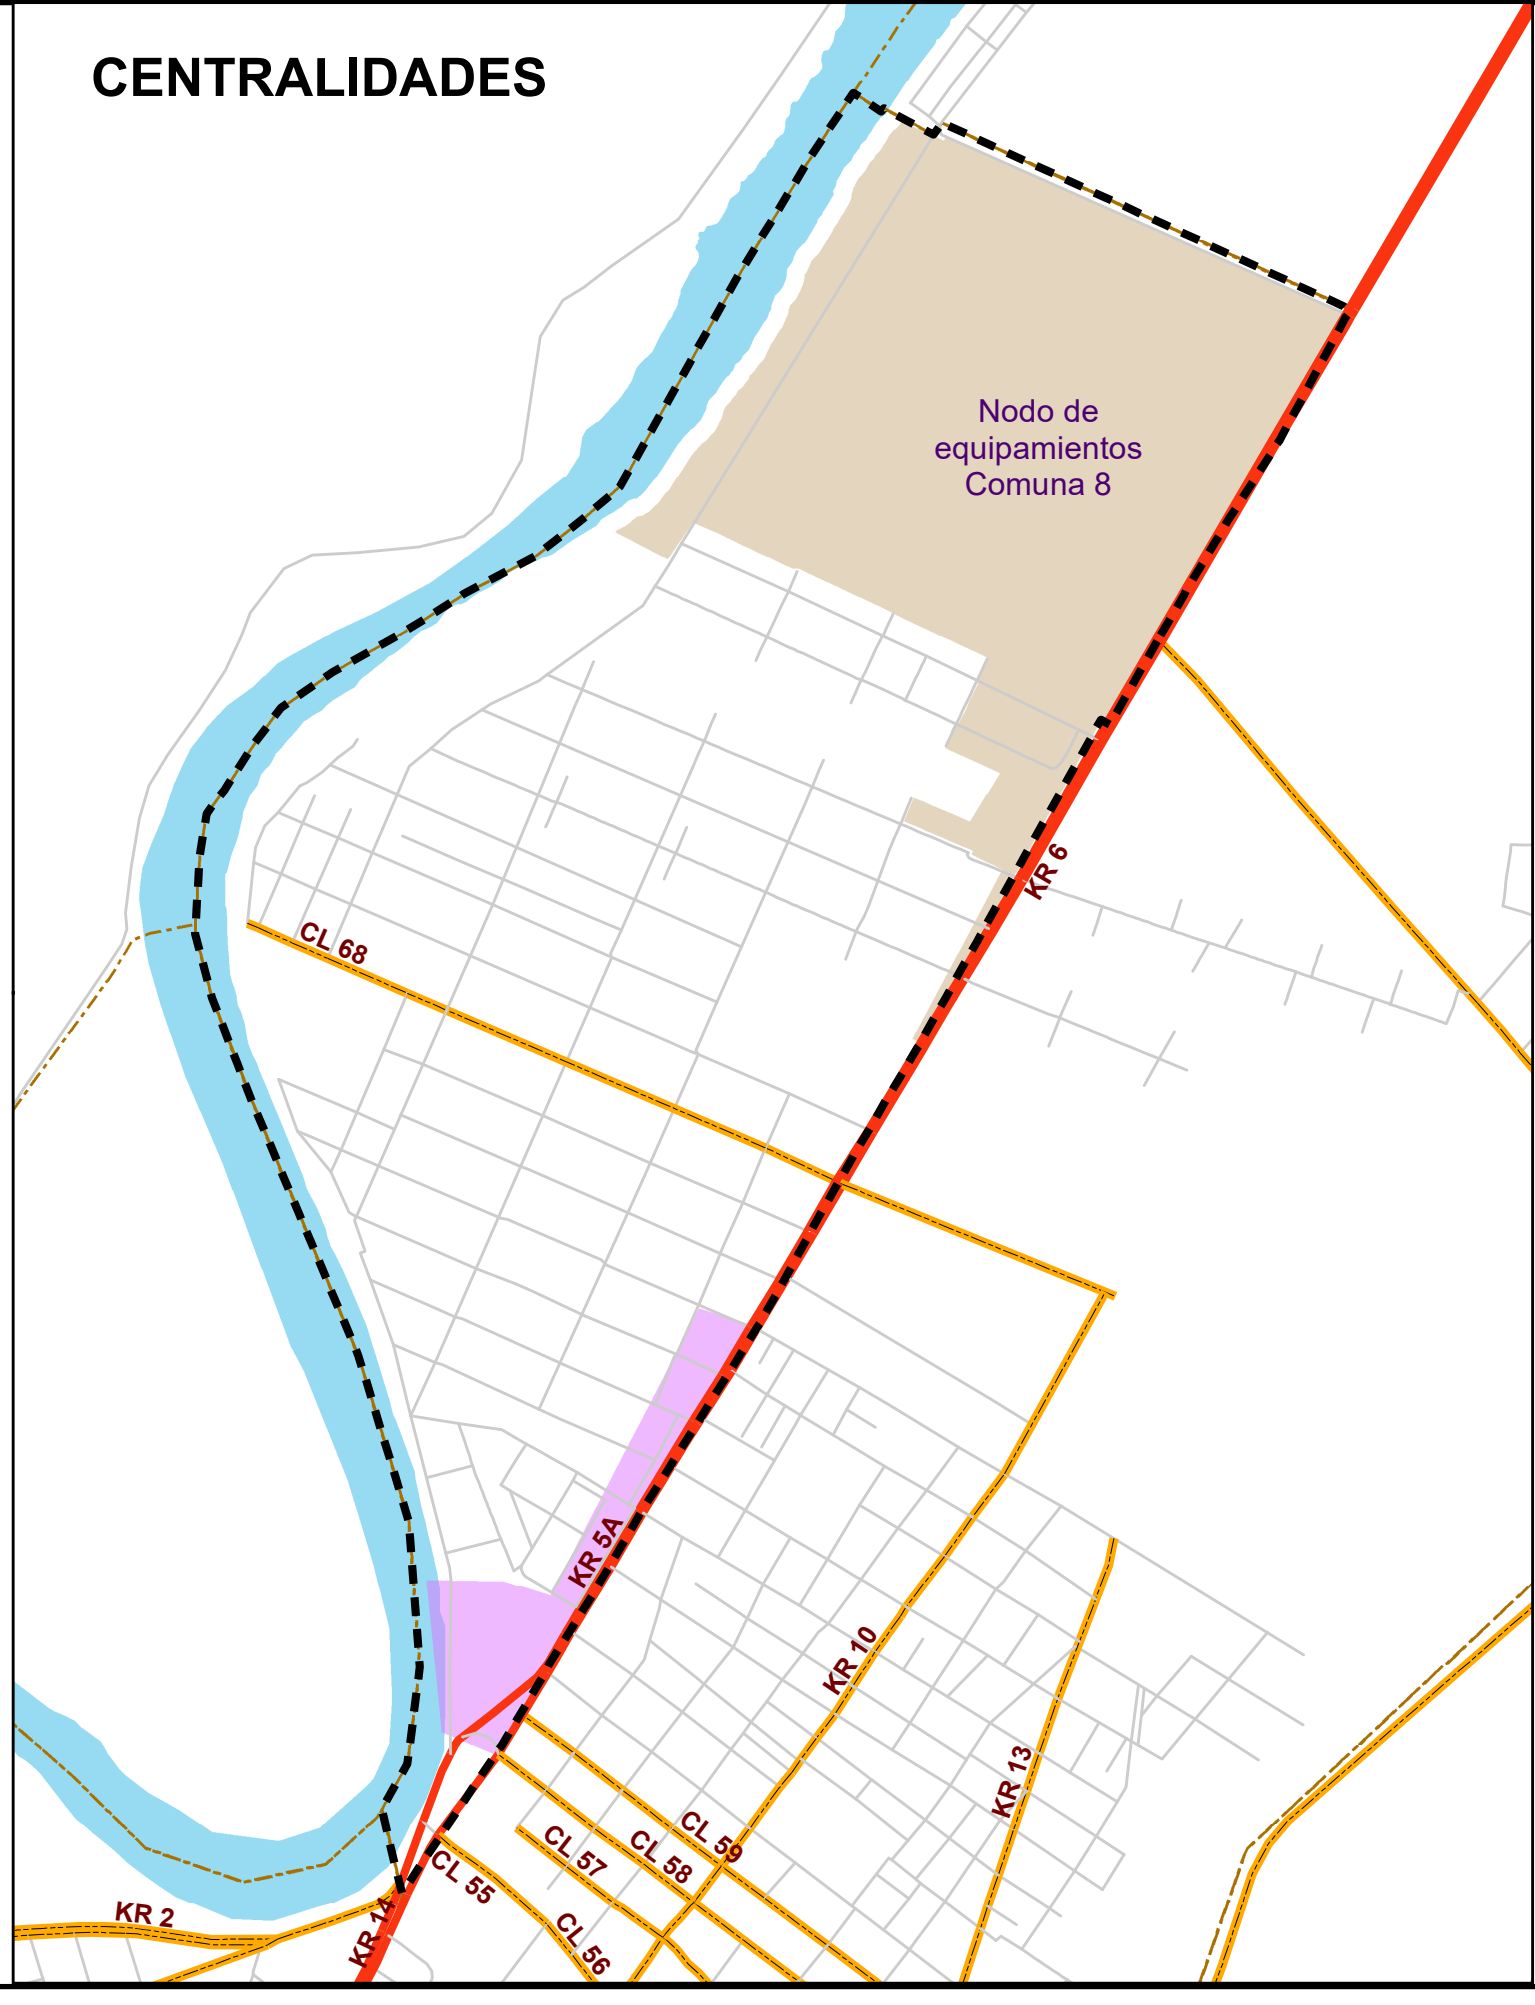 CENTRALIDADES
Nodo de
equipamientos
Comuna 8
KR 6
CL 68
KR 5A
KR 10
KR 13
CL 59
CL 58
CL 57
CL 55
CL 56
KR 2
KR 14